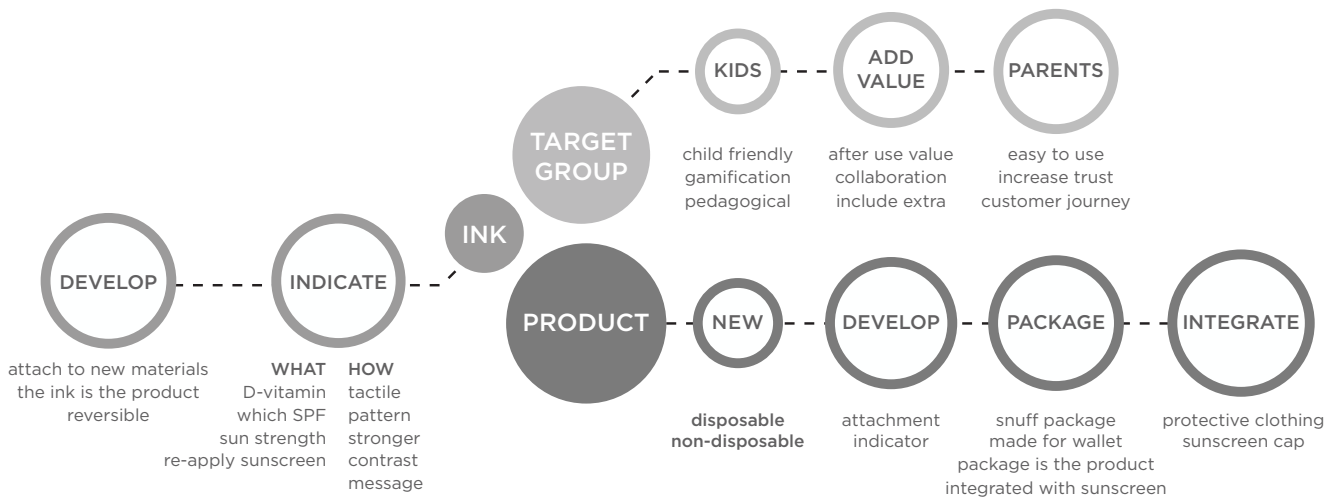 KIDS
ADD
VALUE
PARENTS
TARGET
GROUP
child friendly
gamification
pedagogical
after use value
collaboration
include extra
easy to use
increase trust
customer journey
INK
DEVELOP
INDICATE
PRODUCT
NEW
DEVELOP
PACKAGE
INTEGRATE
attach to new materials
the ink is the product
reversible
WHAT
D-vitamin
which SPF
sun strength
re-apply sunscreen
HOW
tactile
pattern
stronger
contrast
message
disposable
non-disposable
attachment
indicator
snuff package
made for wallet
package is the product
integrated with sunscreen
protective clothing
sunscreen cap